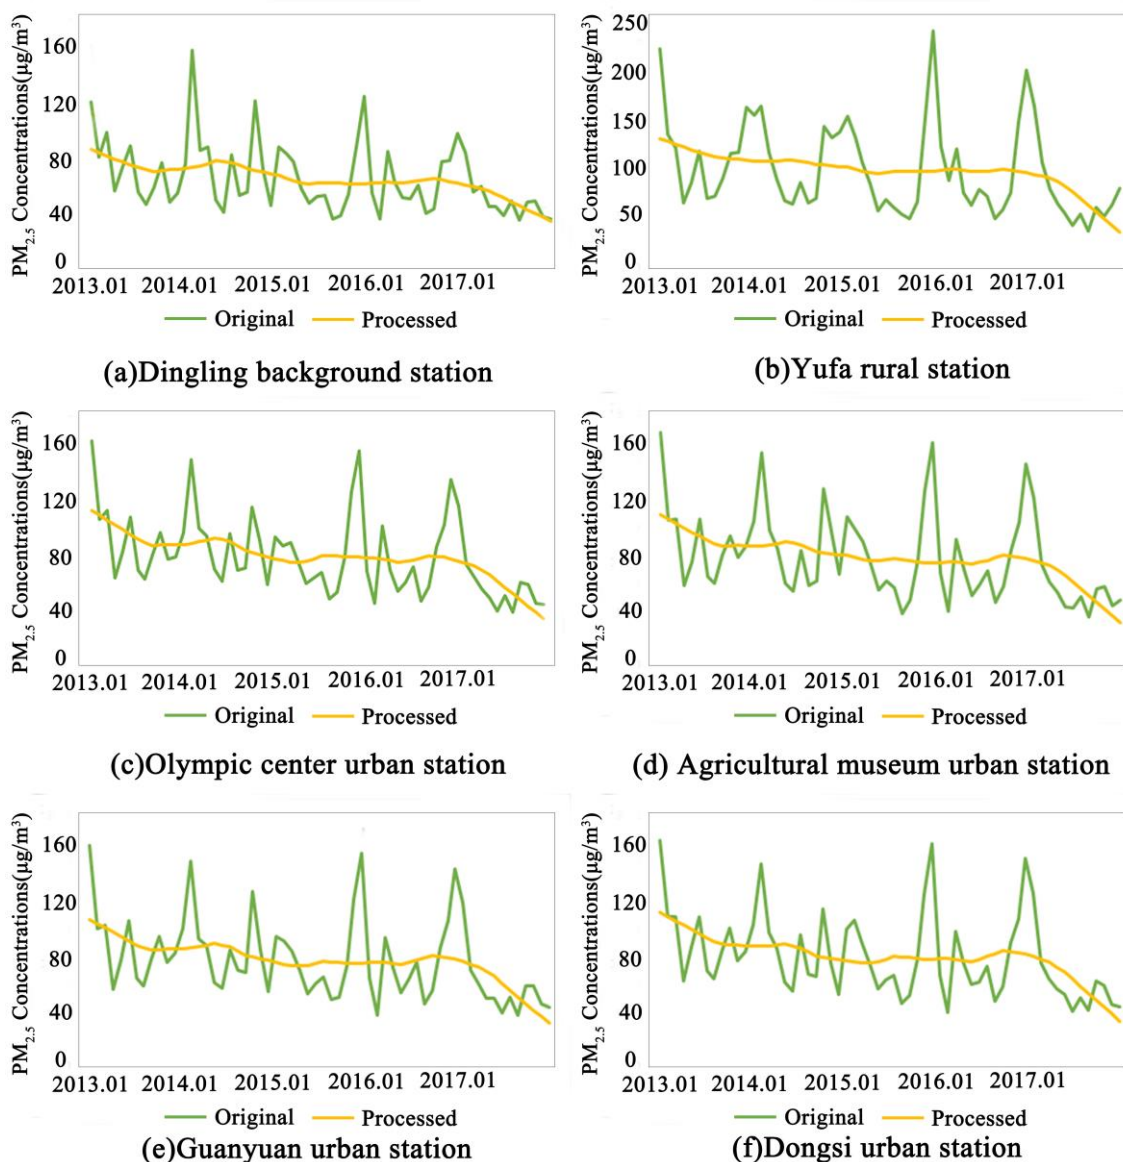 PM2.5 Concentrations(μg/m³)
160
120
80
40
0
2013.01 2014.01 2015.01 2016.01 2017.01
Original Processed
(a)Dingling background station
PM2.5 Concentrations(μg/m³)
250
200
150
100
50
0
2013.01 2014.01 2015.01 2016.01 2017.01
Original Processed
(b)Yufa rural station
PM2.5 Concentrations(μg/m³)
160
120
80
40
0
2013.01 2014.01 2015.01 2016.01 2017.01
Original Processed
(c)Olympic center urban station
PM2.5 Concentrations(μg/m³)
160
120
80
40
0
2013.01 2014.01 2015.01 2016.01 2017.01
Original Processed
(d) Agricultural museum urban station
PM2.5 Concentrations(μg/m³)
160
120
80
40
0
2013.01 2014.01 2015.01 2016.01 2017.01
Original Processed
(e)Guanyuan urban station
PM2.5 Concentrations(μg/m³)
160
120
80
40
0
2013.01 2014.01 2015.01 2016.01 2017.01
Original Processed
(f)Dongsi urban station